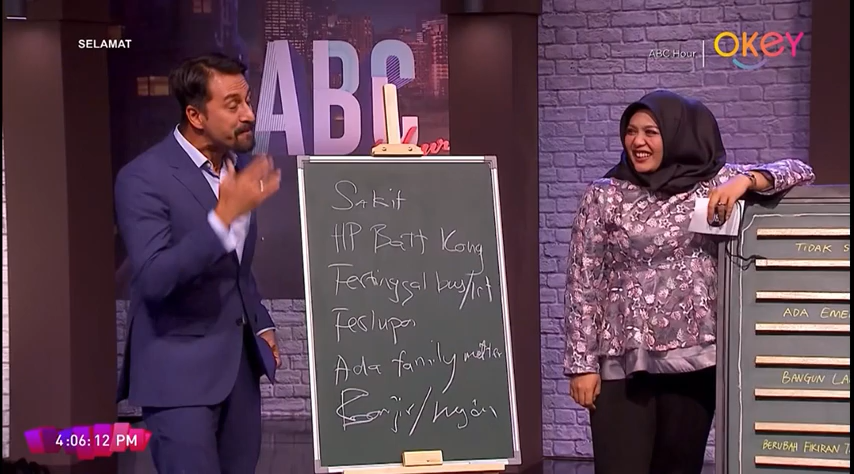 SELAMAT
ABC Hour
OKEY
ABC
Hour
Sakit
HP Batt Kong
Tertinggal bus/lrt
Terlupa
Ada family matter
Banjir/hujan
TIDAK S
ADA EME
BANGUN LA
BERUBAH FIKIRAN T
4:06:12 PM